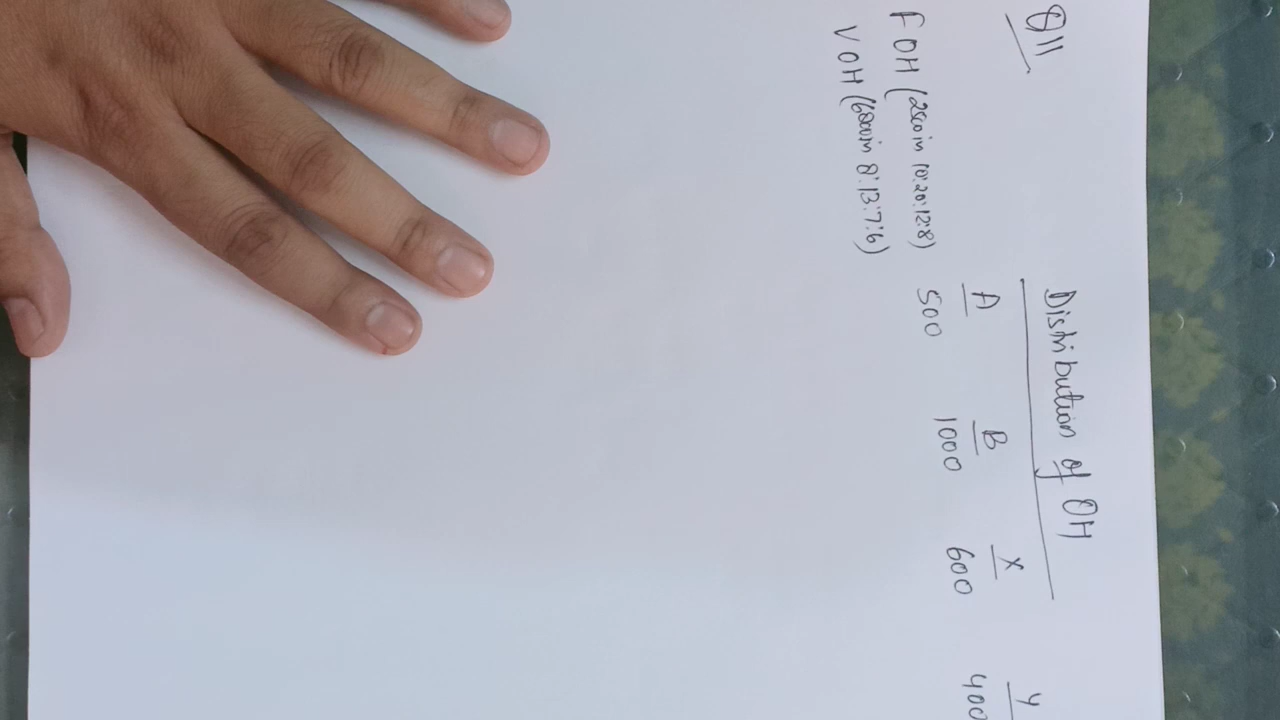 Q11
Distribution of OH
A B X Y
FOH (2500 in 10:20:12:8) 500 1000 600 400
VOH (6800 in 8:13:7:6)